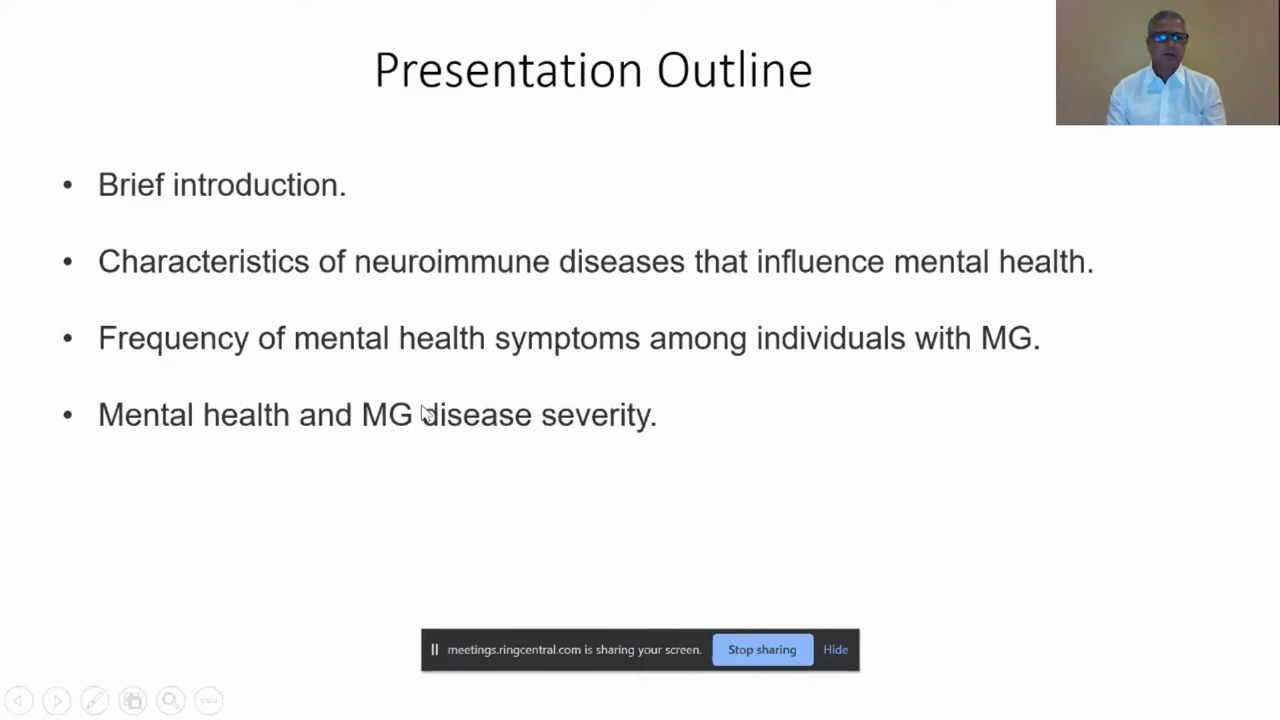 Presentation Outline
• Brief introduction.
• Characteristics of neuroimmune diseases that influence mental health.
• Frequency of mental health symptoms among individuals with MG.
• Mental health and MG disease severity.
meetings.ringcentral.com is sharing your screen. Stop sharing Hide